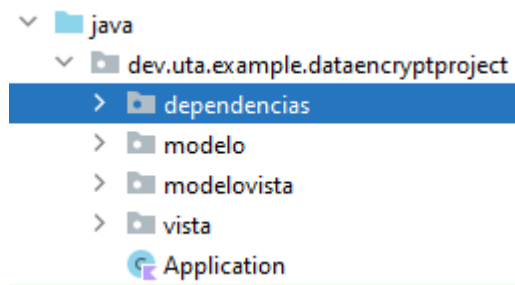 java
dev.uta.example.dataencryptproject
dependencias
modelo
modelovista
vista
Application